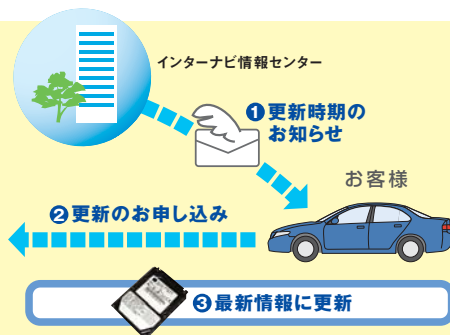 インターナビ情報センター
❶更新時期の
お知らせ
お客様
❷更新のお申し込み
❸最新情報に更新